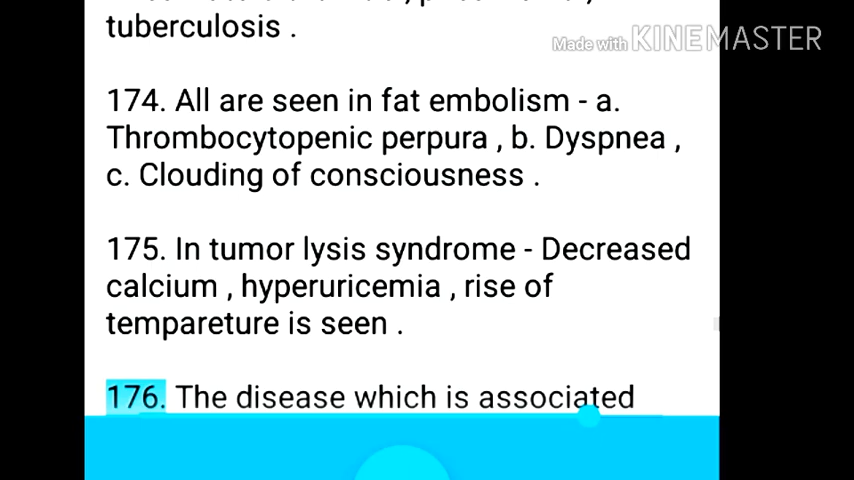 tuberculosis .
Made with KINEMASTER
174. All are seen in fat embolism - a.
Thrombocytopenic perpura , b. Dyspnea ,
c. Clouding of consciousness .
175. In tumor lysis syndrome - Decreased
calcium , hyperuricemia , rise of
tempareture is seen .
176. The disease which is associated